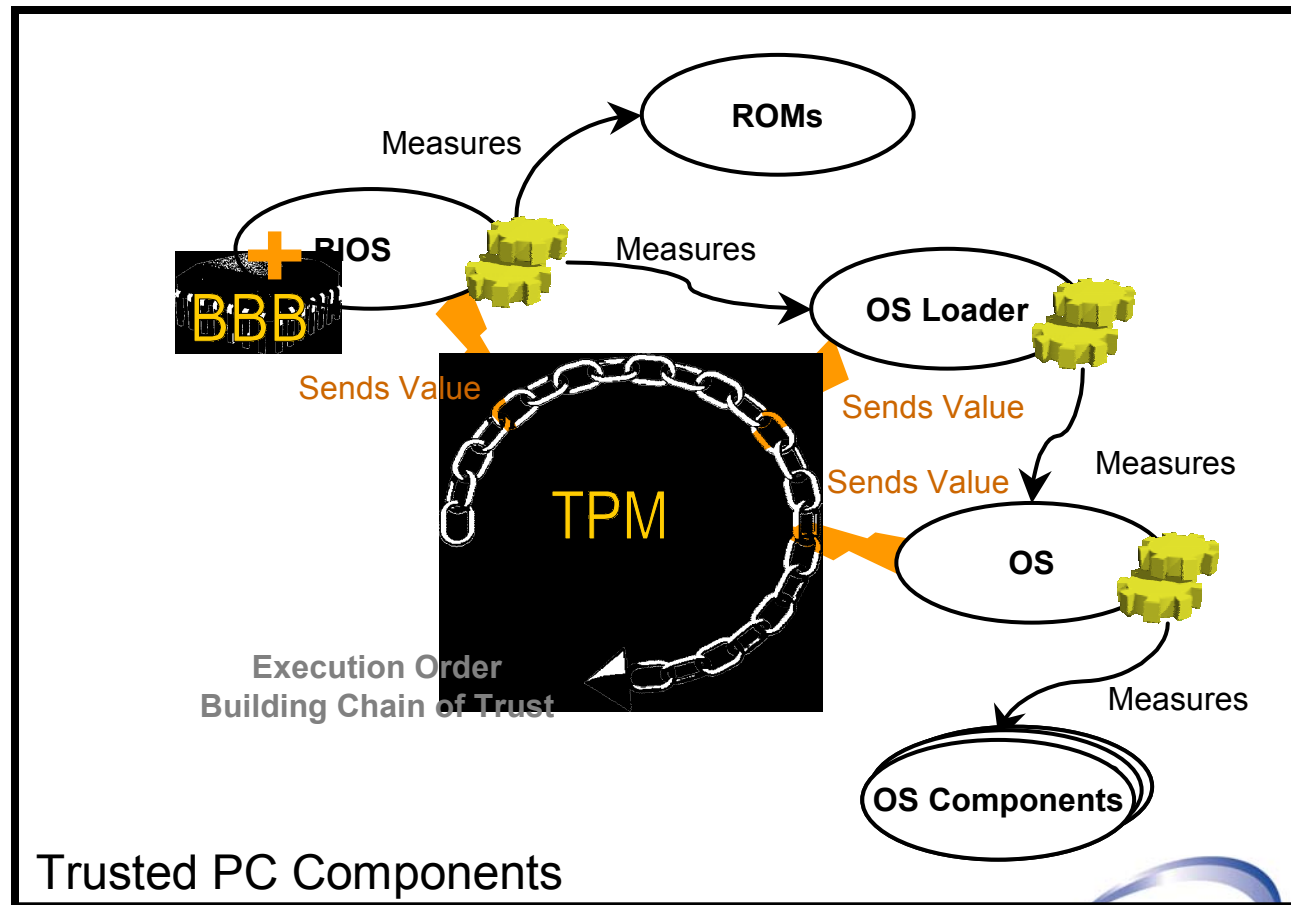 ROMs
Measures
BIOS
BBB
Measures
OS Loader
Sends Value
Sends Value
TPM
Sends Value
Measures
OS
Execution Order
Building Chain of Trust
Measures
OS Components
Trusted PC Components